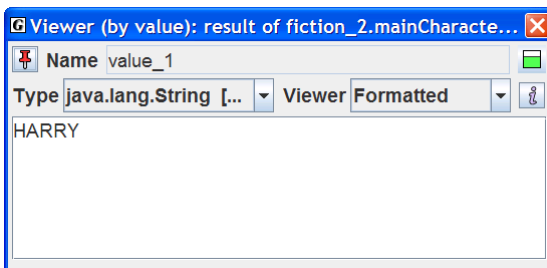 G Viewer (by value): result of fiction_2.mainCharacte...
Name value_1
Type java.lang.String [... Viewer Formatted i
HARRY